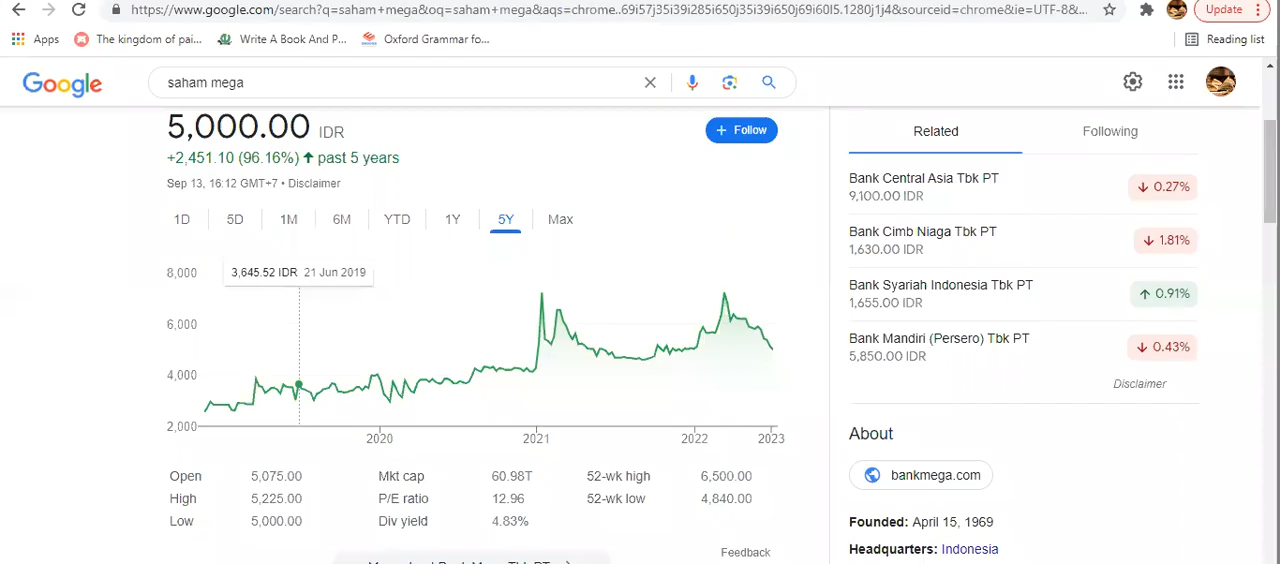 https://www.google.com/search?q=saham+mega&oq=saham+mega&aqs=chrome..69i57j35i39i285i650j35i39i650j69i60l5.1280j1j4&sourceid=chrome&ie=UTF-8&...
Update
Apps The kingdom of pai... Write A Book And P... Oxford Grammar fo... Reading list
Google saham mega
5,000.00 IDR
+ Follow
+2,451.10 (96.16%) ↑ past 5 years
Sep 13, 16:12 GMT+7 • Disclaimer
1D 5D 1M 6M YTD 1Y 5Y Max
3,645.52 IDR 21 Jun 2019
8,000
6,000
4,000
2,000
2020 2021 2022 2023
Open 5,075.00 Mkt cap 60.98T 52-wk high 6,500.00
High 5,225.00 P/E ratio 12.96 52-wk low 4,840.00
Low 5,000.00 Div yield 4.83%
Feedback
Related Following
Bank Central Asia Tbk PT
9,100.00 IDR
↓ 0.27%
Bank Cimb Niaga Tbk PT
1,630.00 IDR
↓ 1.81%
Bank Syariah Indonesia Tbk PT
1,655.00 IDR
↑ 0.91%
Bank Mandiri (Persero) Tbk PT
5,850.00 IDR
↓ 0.43%
Disclaimer
About
bankmega.com
Founded: April 15, 1969
Headquarters: Indonesia